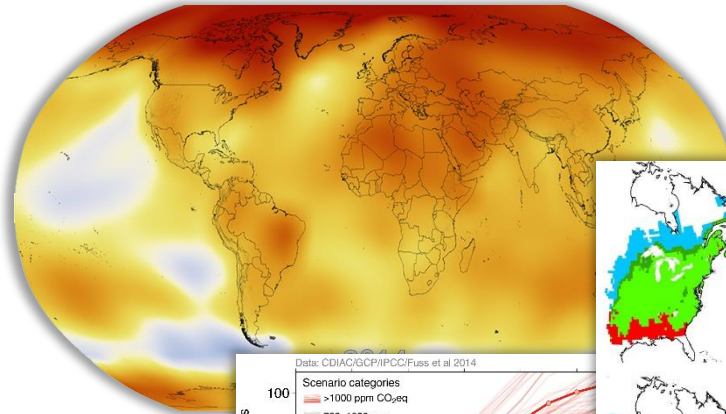 Data: CDIAC/GCP/IPCC/Fuss et al 2014
Scenario categories
100
>1000 ppm CO₂eq